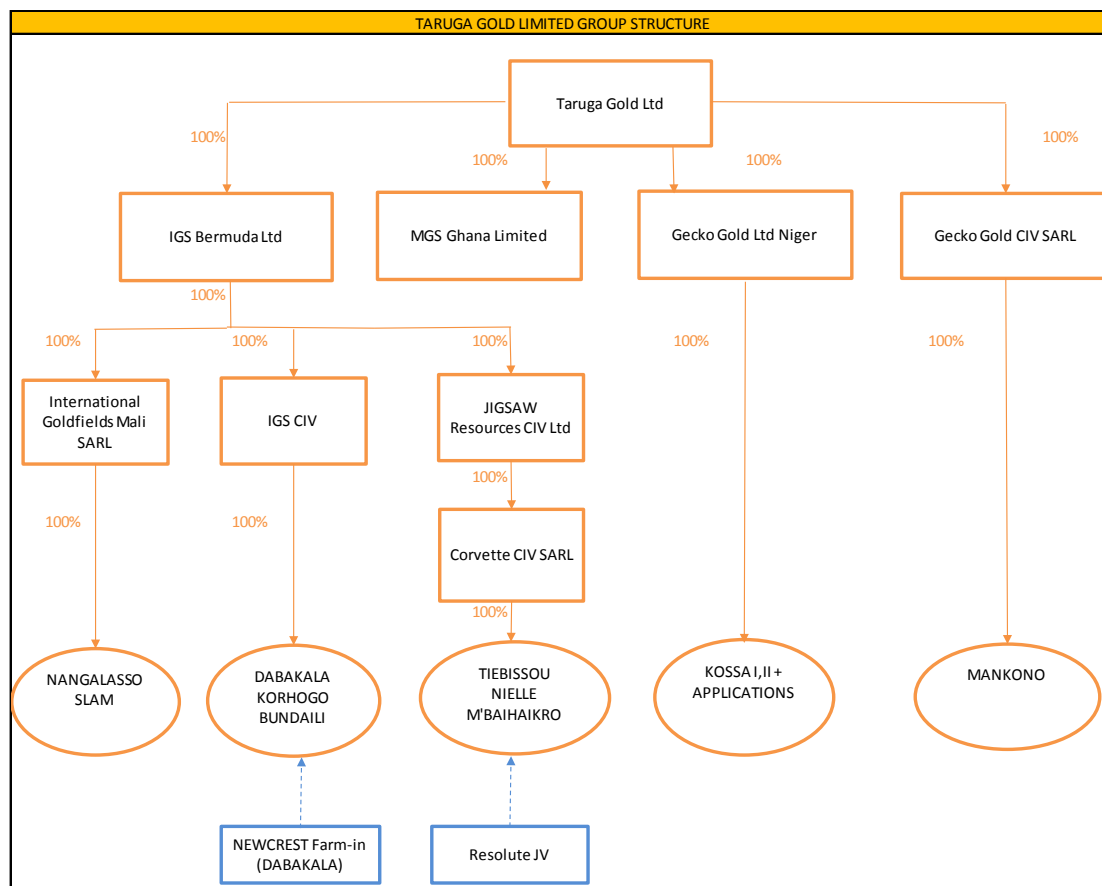 TARUGA GOLD LIMITED GROUP STRUCTURE
Taruga Gold Ltd
100%
100%
100%
100%
IGS Bermuda Ltd
MGS Ghana Limited
Gecko Gold Ltd Niger
Gecko Gold CIV SARL
100%
100%
100%
100%
100%
100%
International
Goldfields Mali
SARL
IGS CIV
JIGSAW
Resources CIV Ltd
100%
100%
100%
Corvette CIV SARL
100%
NANGALASSO
SLAM
DABAKALA
KORHOGO
BUNDAILI
TIEBISSOU
NIELLE
M'BAIHAIKRO
KOSSA I,II +
APPLICATIONS
MANKONO
NEWCREST Farm-in
(DABAKALA)
Resolute JV